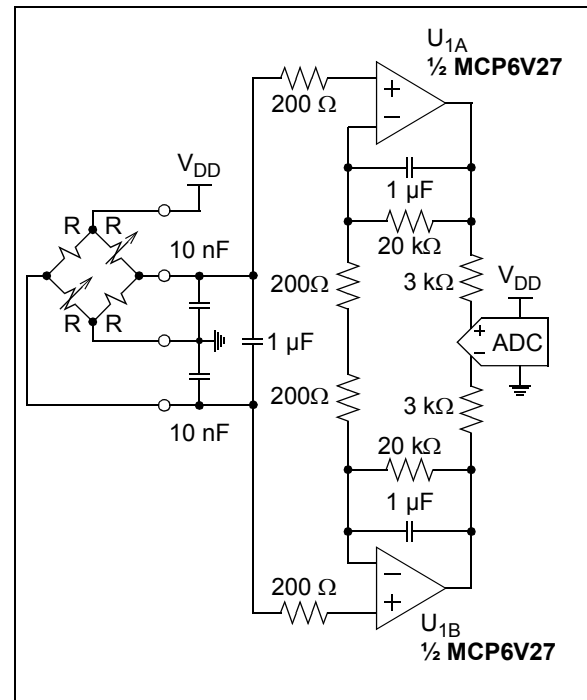 U1A
½ MCP6V27
200 Ω
VDD
1 µF
R R
10 nF
20 kΩ
200Ω
3 kΩ
VDD
R R
1 µF
ADC
200Ω
3 kΩ
10 nF
20 kΩ
1 µF
200 Ω
U1B
½ MCP6V27
+
−
+
−
−
+